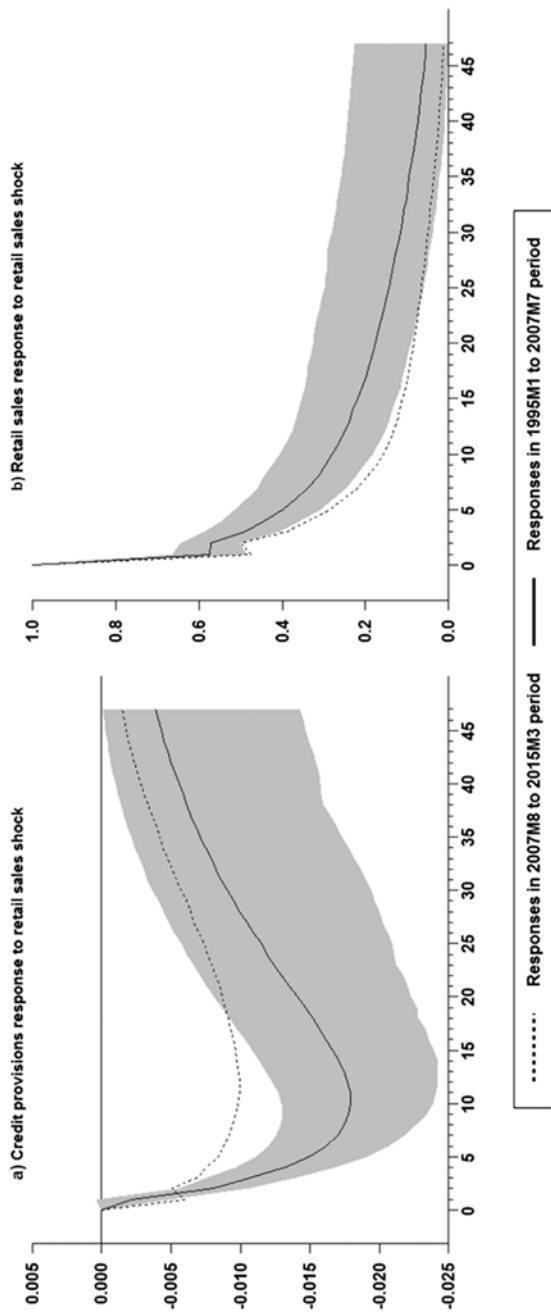 a) Credit provisions response to retail sales shock
0.005
0.000
-0.005
-0.010
-0.015
-0.020
-0.025
0 5 10 15 20 25 30 35 40 45
b) Retail sales response to retail sales shock
1.0
0.8
0.6
0.4
0.2
0.0
0 5 10 15 20 25 30 35 40 45
Responses in 2007M8 to 2015M3 period
Responses in 1995M1 to 2007M7 period